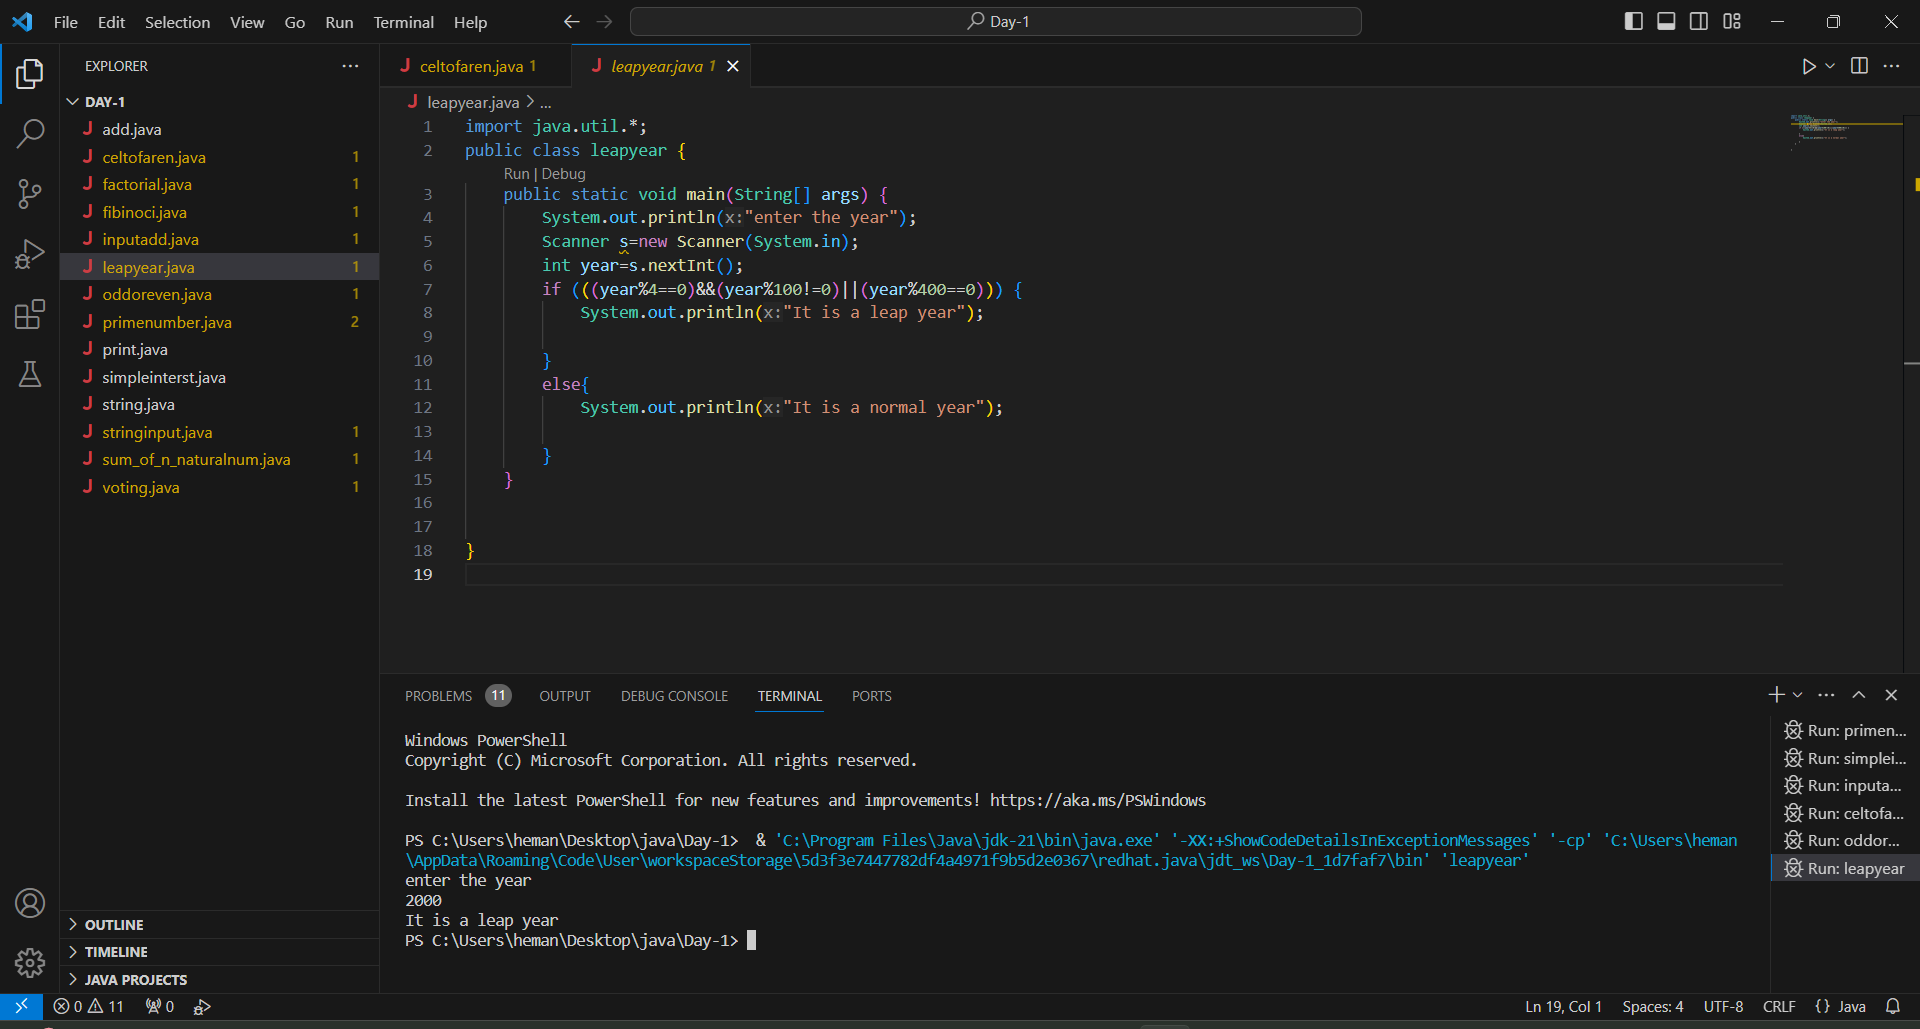 File Edit Selection View Go Run Terminal Help
Day-1
EXPLORER
DAY-1
add.java
celtofaren.java 1
factorial.java 1
fibinoci.java 1
inputadd.java 1
leapyear.java 1
oddoreven.java 1
primenumber.java 2
print.java
simpleinterst.java
string.java
stringinput.java 1
sum_of_n_naturalnum.java 1
voting.java 1
OUTLINE
TIMELINE
JAVA PROJECTS
celtofaren.java 1 leapyear.java 1
leapyear.java > ...
1 import java.util.*;
2 public class leapyear {
Run | Debug
3 public static void main(String[] args) {
4 System.out.println(x:"enter the year");
5 Scanner s=new Scanner(System.in);
6 int year=s.nextInt();
7 if (((year%4==0)&&(year%100!=0)||(year%400==0))) {
8 System.out.println(x:"It is a leap year");
9
10 }
11 else{
12 System.out.println(x:"It is a normal year");
13
14 }
15 }
16
17
18 }
19
PROBLEMS 11 OUTPUT DEBUG CONSOLE TERMINAL PORTS
Windows PowerShell
Copyright (C) Microsoft Corporation. All rights reserved.
Install the latest PowerShell for new features and improvements! https://aka.ms/PSWindows
PS C:\Users\heman\Desktop\java\Day-1> & 'C:\Program Files\Java\jdk-21\bin\java.exe' '-XX:+ShowCodeDetailsInExceptionMessages' '-cp' 'C:\Users\heman
\AppData\Roaming\Code\User\workspaceStorage\5d3f3e7447782df4a4971f9b5d2e0367\redhat.java\jdt_ws\Day-1_1d7faf7\bin' 'leapyear'
enter the year
2000
It is a leap year
PS C:\Users\heman\Desktop\java\Day-1>
Run: primen...
Run: simplei...
Run: inputa...
Run: celtofa...
Run: oddor...
Run: leapyear
0 11 0
Ln 19, Col 1 Spaces: 4 UTF-8 CRLF {} Java